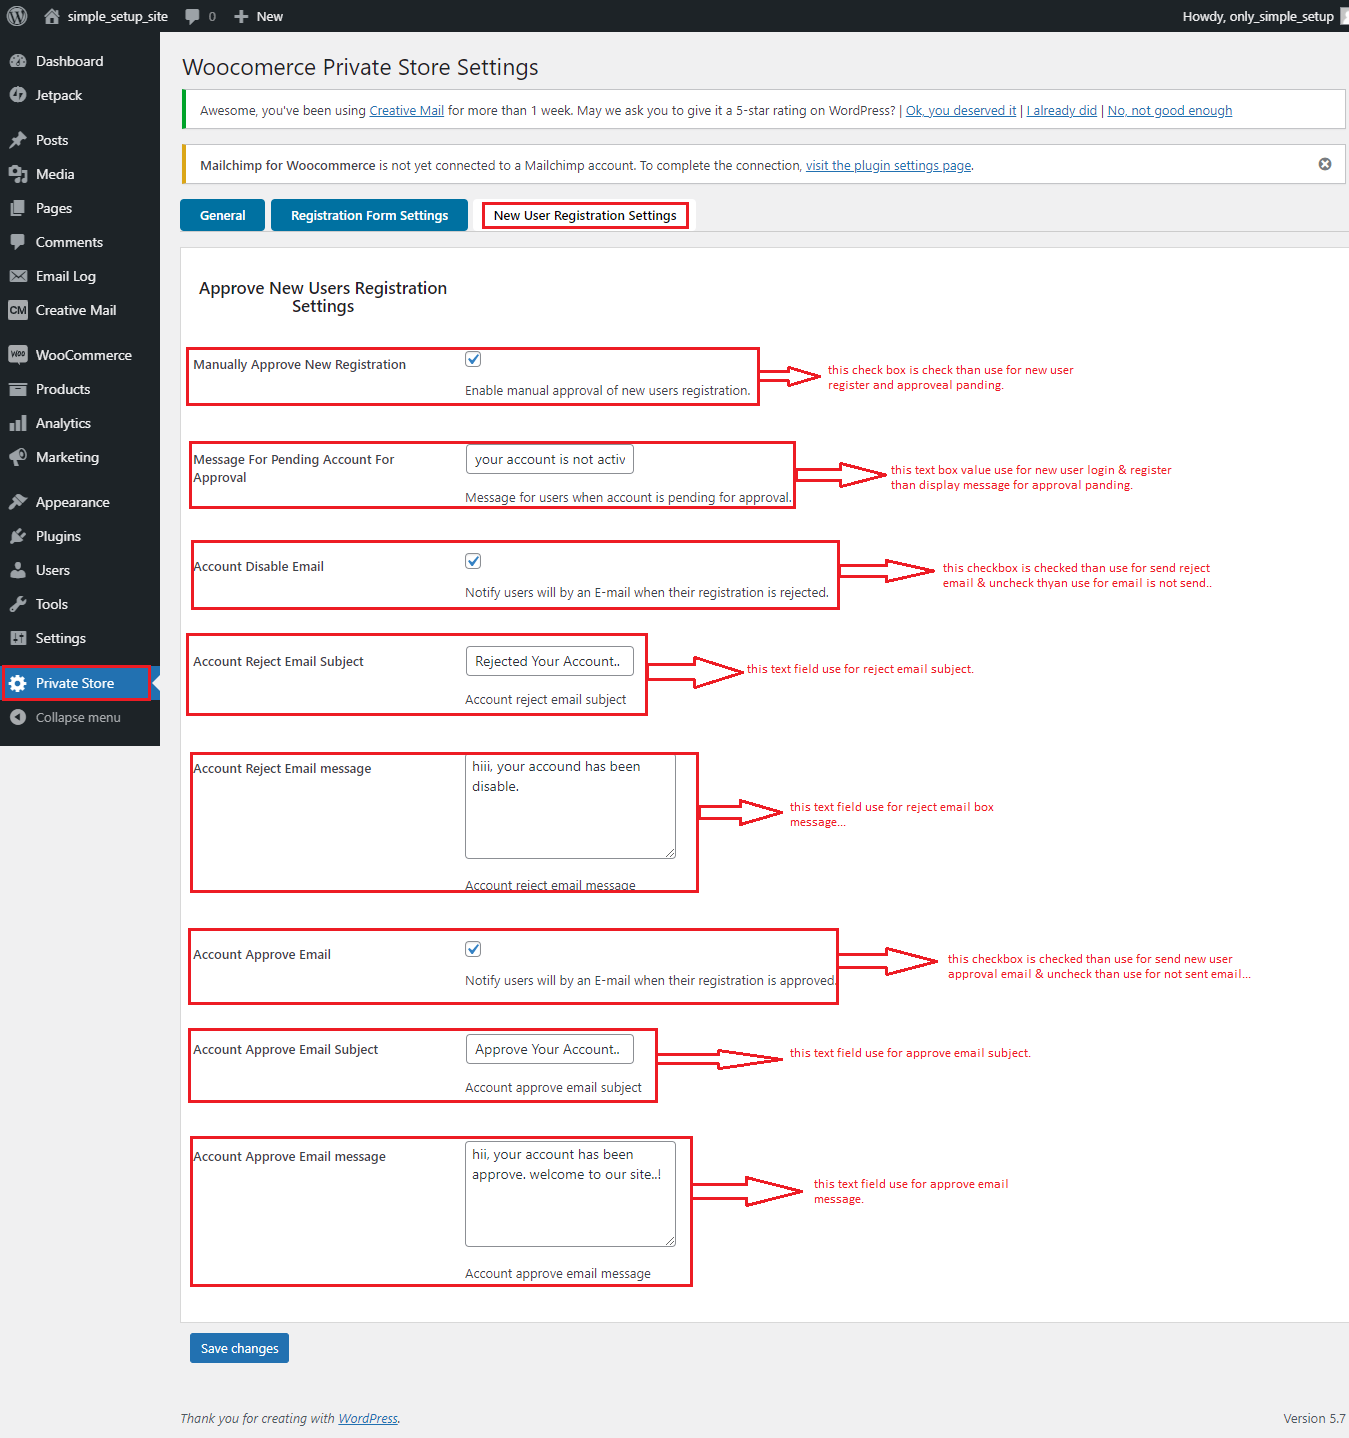 simple_setup_site 0 New Howdy, only_simple_setup
Dashboard
Jetpack
Posts
Media
Pages
Comments
Email Log
CM Creative Mail
Woo WooCommerce
Products
Analytics
Marketing
Appearance
Plugins
Users
Tools
Settings
Private Store
Collapse menu
Woocomerce Private Store Settings
Awesome, you've been using Creative Mail for more than 1 week. May we ask you to give it a 5-star rating on WordPress? | Ok, you deserved it | I already did | No, not good enough
Mailchimp for Woocommerce is not yet connected to a Mailchimp account. To complete the connection, visit the plugin settings page.
General Registration Form Settings New User Registration Settings
Approve New Users Registration
Settings
Manually Approve New Registration
Enable manual approval of new users registration.
this check box is check than use for new user
register and approveal panding.
Message For Pending Account For
Approval
your account is not activ
Message for users when account is pending for approval.
this text box value use for new user login & register
than display message for approval panding.
Account Disable Email
Notify users will by an E-mail when their registration is rejected.
this checkbox is checked than use for send reject
email & uncheck thyan use for email is not send..
Account Reject Email Subject
Rejected Your Account..
Account reject email subject
this text field use for reject email subject.
Account Reject Email message
hiii, your accound has been
disable.
Account reject email message
this text field use for reject email box
message...
Account Approve Email
Notify users will by an E-mail when their registration is approved.
this checkbox is checked than use for send new user
approval email & uncheck than use for not sent email...
Account Approve Email Subject
Approve Your Account..
Account approve email subject
this text field use for approve email subject.
Account Approve Email message
hii, your account has been
approve. welcome to our site..!
Account approve email message
this text field use for approve email
message.
Save changes
Thank you for creating with WordPress. Version 5.7